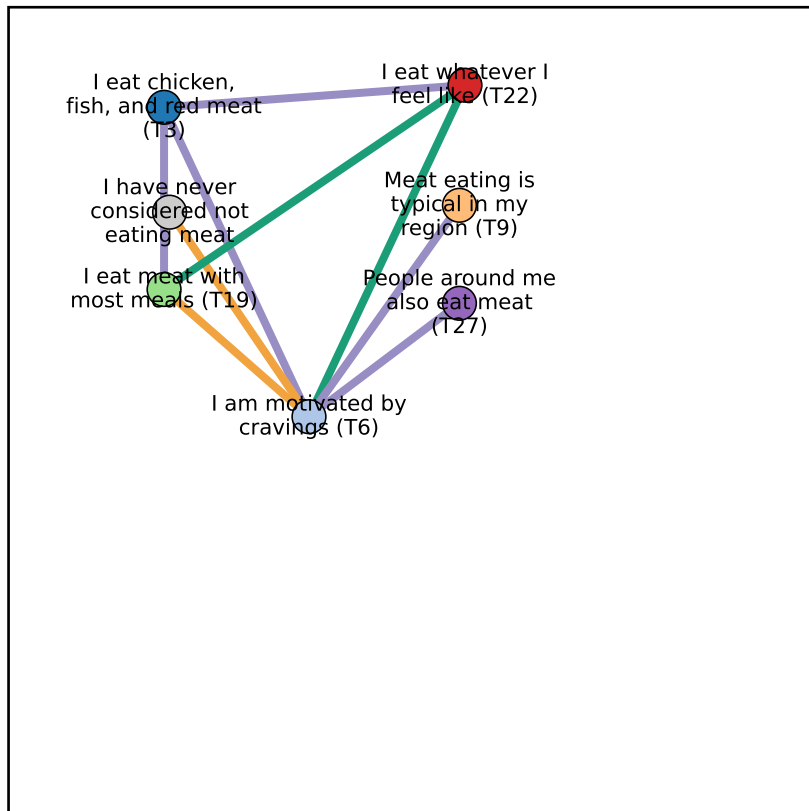 I eat chicken,
fish, and red meat
(T3)
I eat whatever I
feel like (T22)
I have never
considered not
eating meat
Meat eating is
typical in my
region (T9)
I eat meat with
most meals (T19)
People around me
also eat meat
(T27)
I am motivated by
cravings (T6)